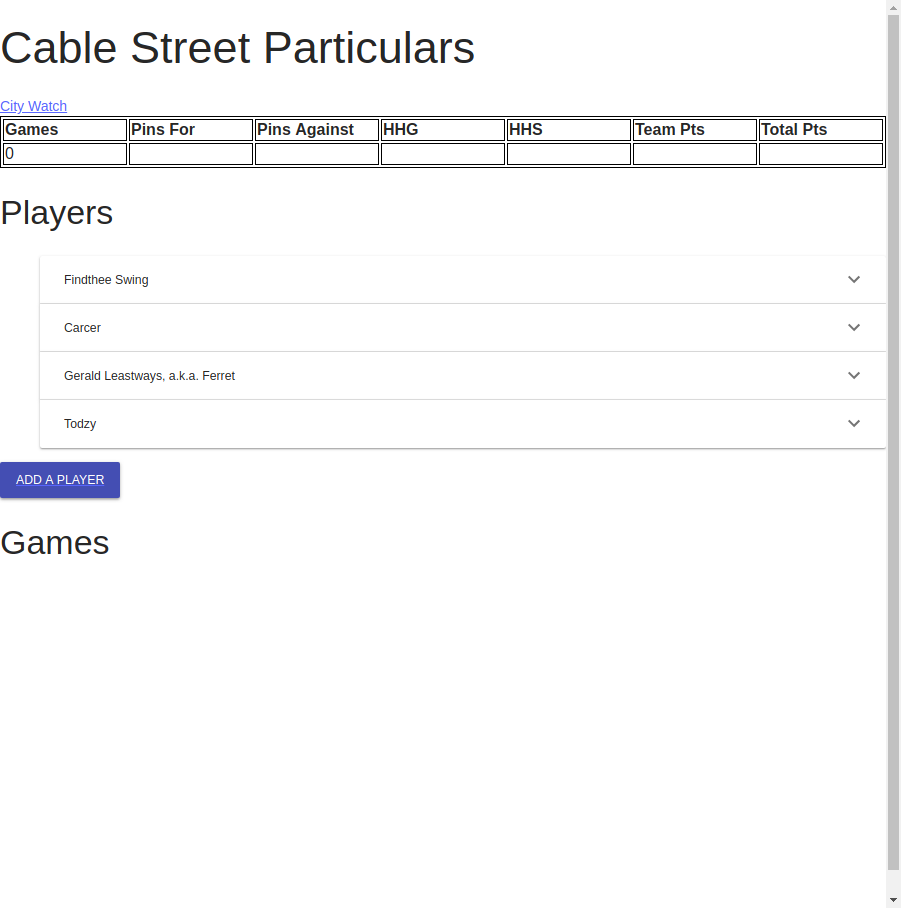 Cable Street Particulars
City Watch
Games Pins For Pins Against HHG HHS Team Pts Total Pts
0
Players
Findthee Swing
Carcer
Gerald Leastways, a.k.a. Ferret
Todzy
ADD A PLAYER
Games